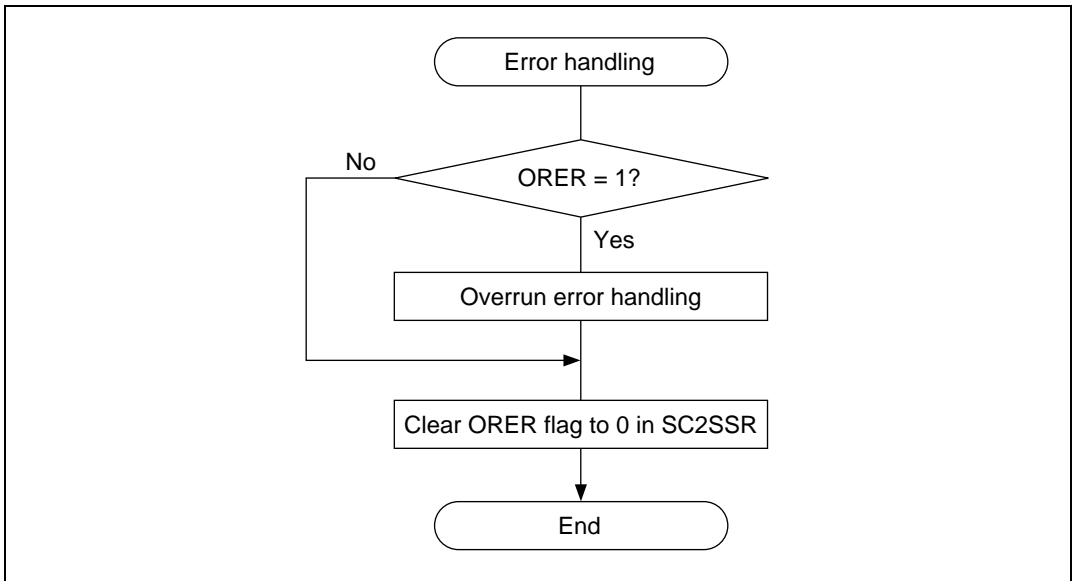 Error handling
No
ORER = 1?
Yes
Overrun error handling
Clear ORER flag to 0 in SC2SSR
End